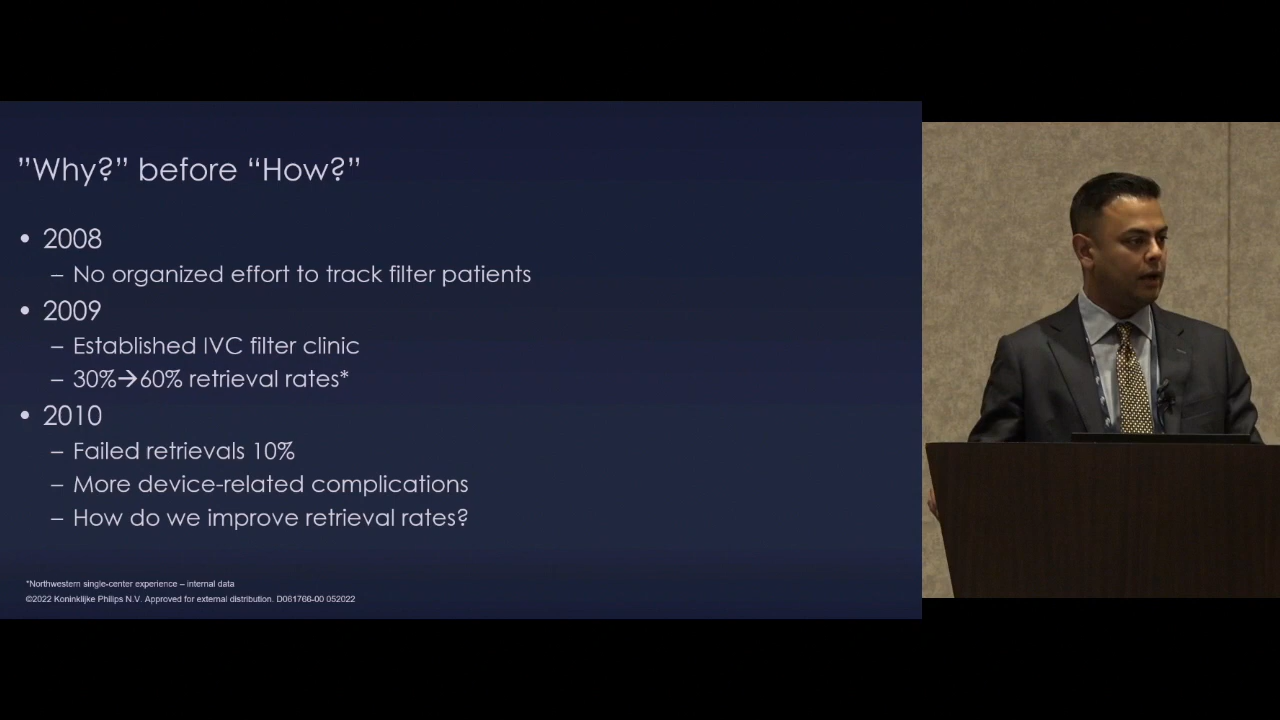 ”Why?” before “How?”
• 2008
– No organized effort to track filter patients
• 2009
– Established IVC filter clinic
– 30%→60% retrieval rates*
• 2010
– Failed retrievals 10%
– More device-related complications
– How do we improve retrieval rates?
*Northwestern single-center experience – internal data
©2022 Koninklijke Philips N.V. Approved for external distribution. D061766-00 052022